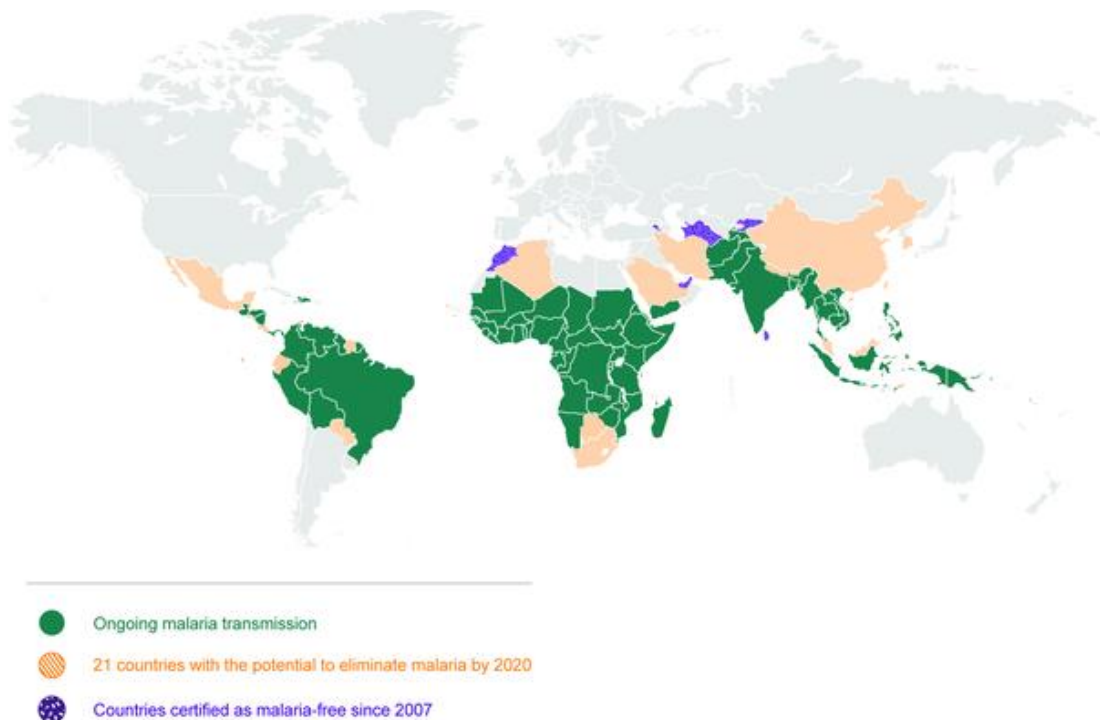 Ongoing malaria transmission
21 countries with the potential to eliminate malaria by 2020
Countries certified as malaria-free since 2007